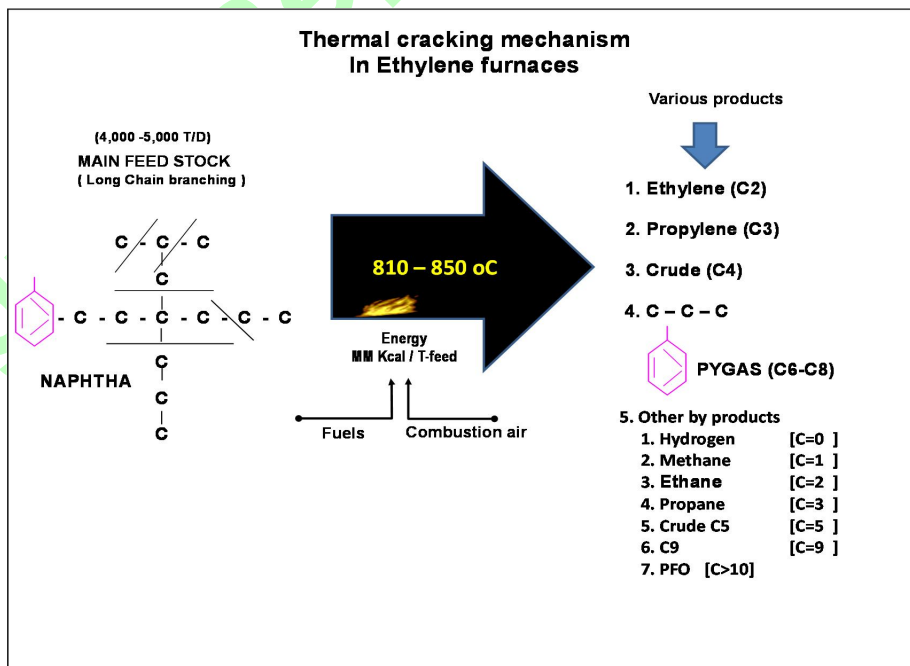 Thermal cracking mechanism
In Ethylene furnaces
(4,000 -5,000 T/D)
MAIN FEED STOCK
( Long Chain branching )
C - C - C
C
- C - C - C - C - C - C - C
C
C
C
NAPHTHA
810 – 850 oC
Energy
MM Kcal / T-feed
Fuels
Combustion air
Various products
1. Ethylene (C2)
2. Propylene (C3)
3. Crude (C4)
4. C – C – C
PYGAS (C6-C8)
5. Other by products
1. Hydrogen [C=0 ]
2. Methane [C=1 ]
3. Ethane [C=2 ]
4. Propane [C=3 ]
5. Crude C5 [C=5 ]
6. C9 [C=9 ]
7. PFO [C>10]